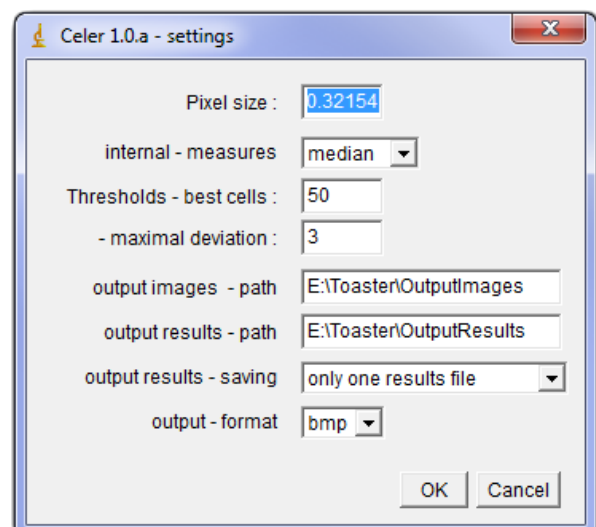 Celer 1.0.a - settings
X
Pixel size : 0.32154
internal - measures median
Thresholds - best cells : 50
- maximal deviation : 3
output images - path E:\Toaster\OutputImages
output results - path E:\Toaster\OutputResults
output results - saving only one results file
output - format bmp
OK Cancel